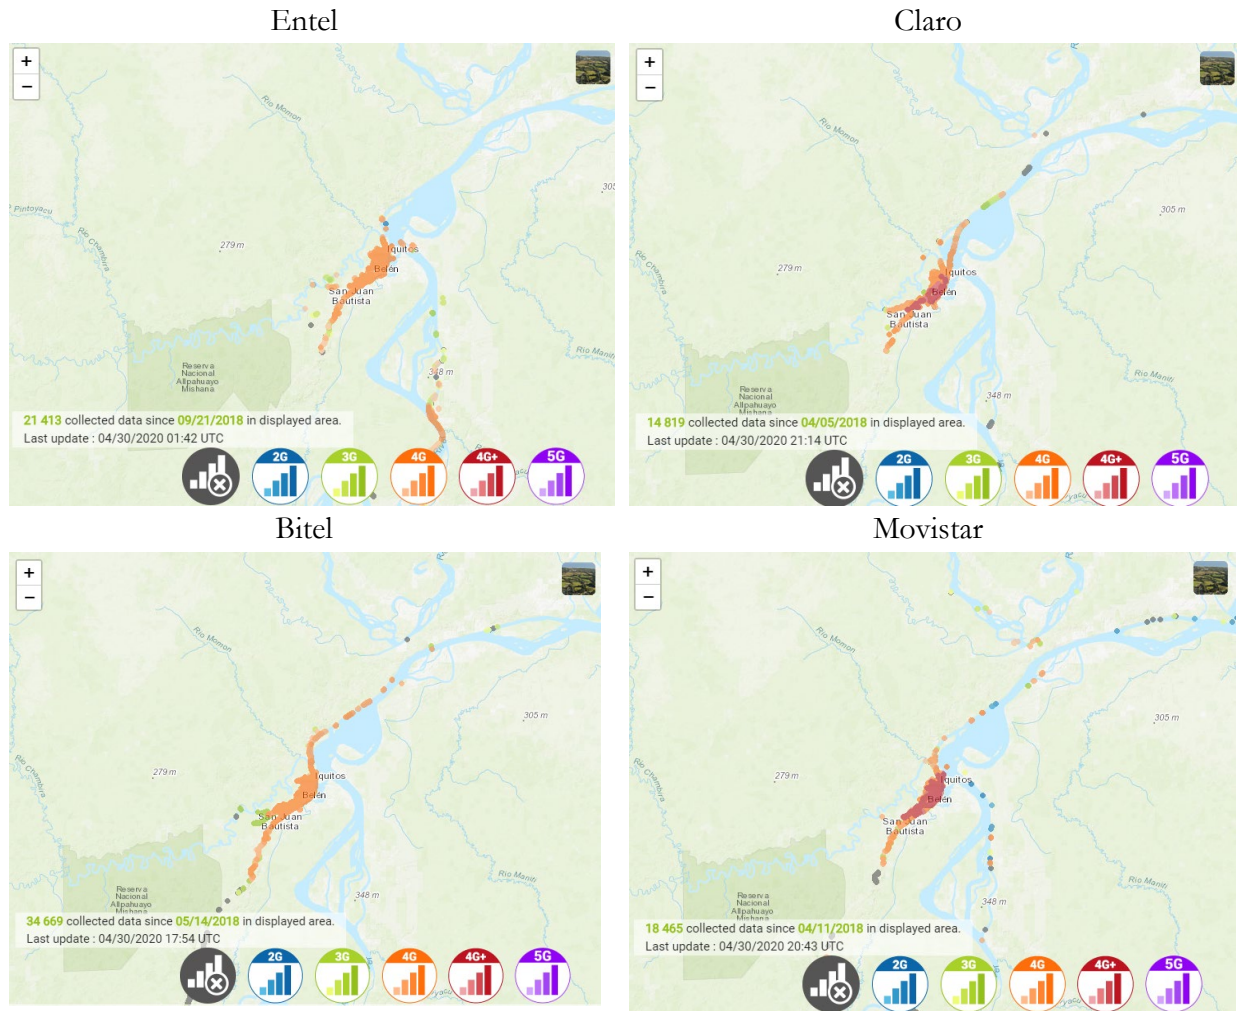 Entel
Claro
+
−
Rio Momon
Pintoyacu
Rio Chambira
279 m
305
Iquitos
Belén
San Juan
Bautista
Reserva
Nacional
Allpahuayo
Mishana
348 m
Rio Maniti
21 413 collected data since 09/21/2018 in displayed area.
Last update : 04/30/2020 01:42 UTC
2G 3G 4G 4G+ 5G
+
−
Rio Momon
Rio Chambira
279 m
305 m
Iquitos
Belén
San Juan
Bautista
Reserva
Nacional
Allpahuayo
Mishana
348 m
Rio Maniti
14 819 collected data since 04/05/2018 in displayed area.
Last update : 04/30/2020 21:14 UTC
2G 3G 4G 4G+ 5G
Bitel
Movistar
+
−
Rio Momon
Rio Chambira
279 m
305 m
Iquitos
Belén
San Juan
Bautista
Reserva
Nacional
Allpahuayo
Mishana
348 m
Rio Maniti
34 669 collected data since 05/14/2018 in displayed area.
Last update : 04/30/2020 17:54 UTC
2G 3G 4G 4G+ 5G
+
−
Rio Momon
Rio Chambira
279 m
305 m
Iquitos
Belén
San Juan
Bautista
Reserva
Nacional
Allpahuayo
Mishana
348 m
Rio Maniti
18 465 collected data since 04/11/2018 in displayed area.
Last update : 04/30/2020 20:43 UTC
2G 3G 4G 4G+ 5G